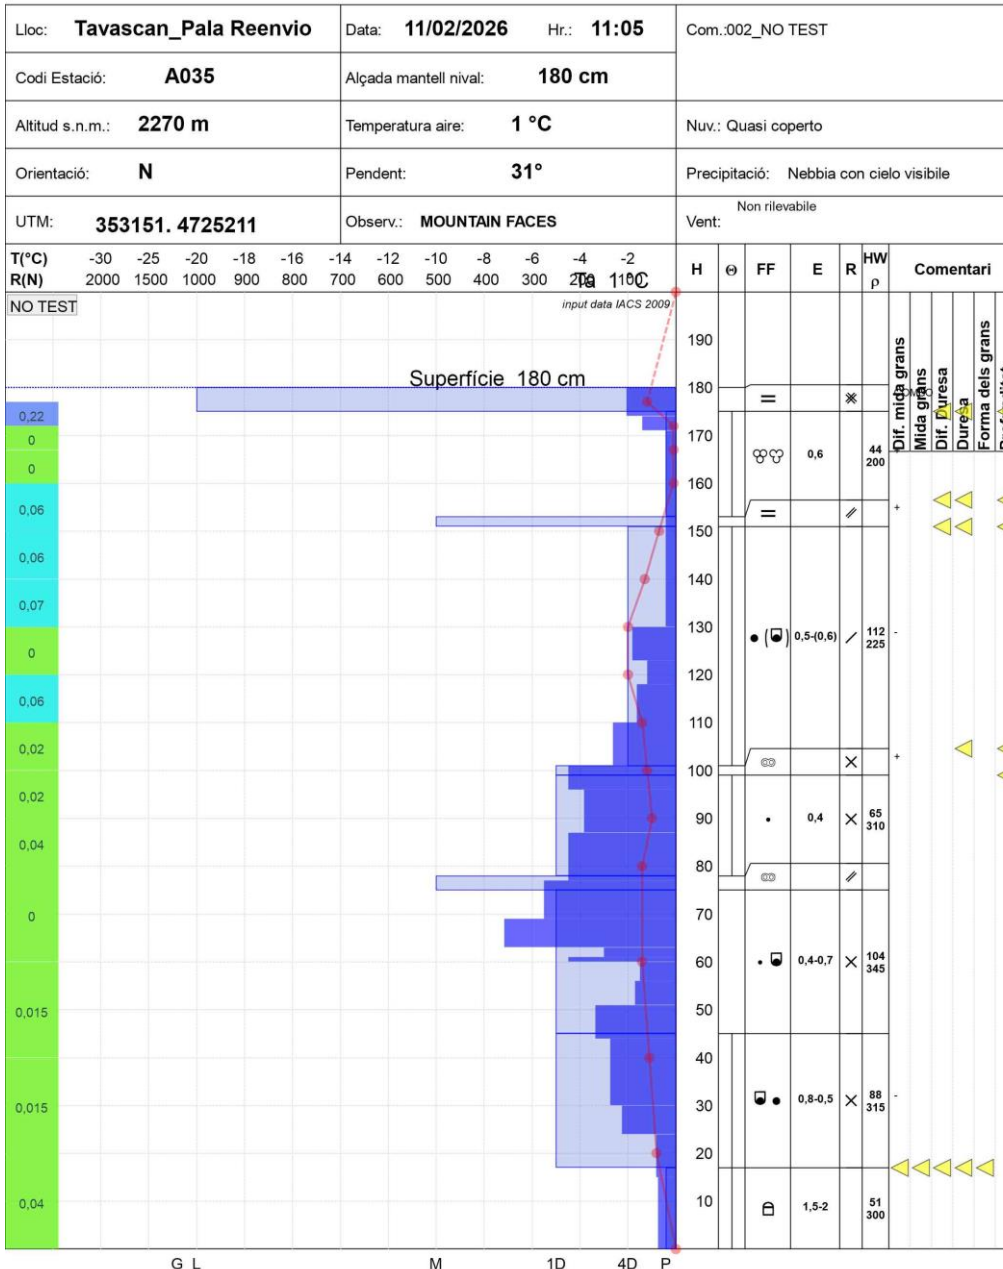 Lloc: Tavascan_Pala Reenvio Data: 11/02/2026 Hr.: 11:05 Com.:002_NO TEST
Codi Estació: A035 Alçada mantell nival: 180 cm
Altitud s.n.m.: 2270 m Temperatura aire: 1 °C Nuv.: Quasi coperto
Orientació: N Pendent: 31° Precipitació: Nebbia con cielo visibile
UTM: 353151. 4725211 Observ.: MOUNTAIN FACES Vent: Non rilevabile
T(°C) -30 -25 -20 -18 -16 -14 -12 -10 -8 -6 -4 -2 H Θ FF E R HW Comentari
R(N) 2000 1500 1000 900 800 700 600 500 400 300 200 100 ρ
Ta 1°C
NO TEST input data IACS 2009
Dif. mida grans
Mida grans
Dif. Duresa
Duresa
Forma dels grans
190
Superfície 180 cm 180
0,22
0 170 0,6 44
200
0
160
0,06 + 
150
0,06
140
0,07
130 0,5-(0,6) 112 -
225
0
120
0,06
110
0,02 +
100
0,02
90 0,4 65
310
0,04
80
0 70
60 0,4-0,7 104
345
0,015 50
40
0,015 30 0,8-0,5 88 -
315
20
0,04 10 1,5-2 51
300
G L M 1D 4D P